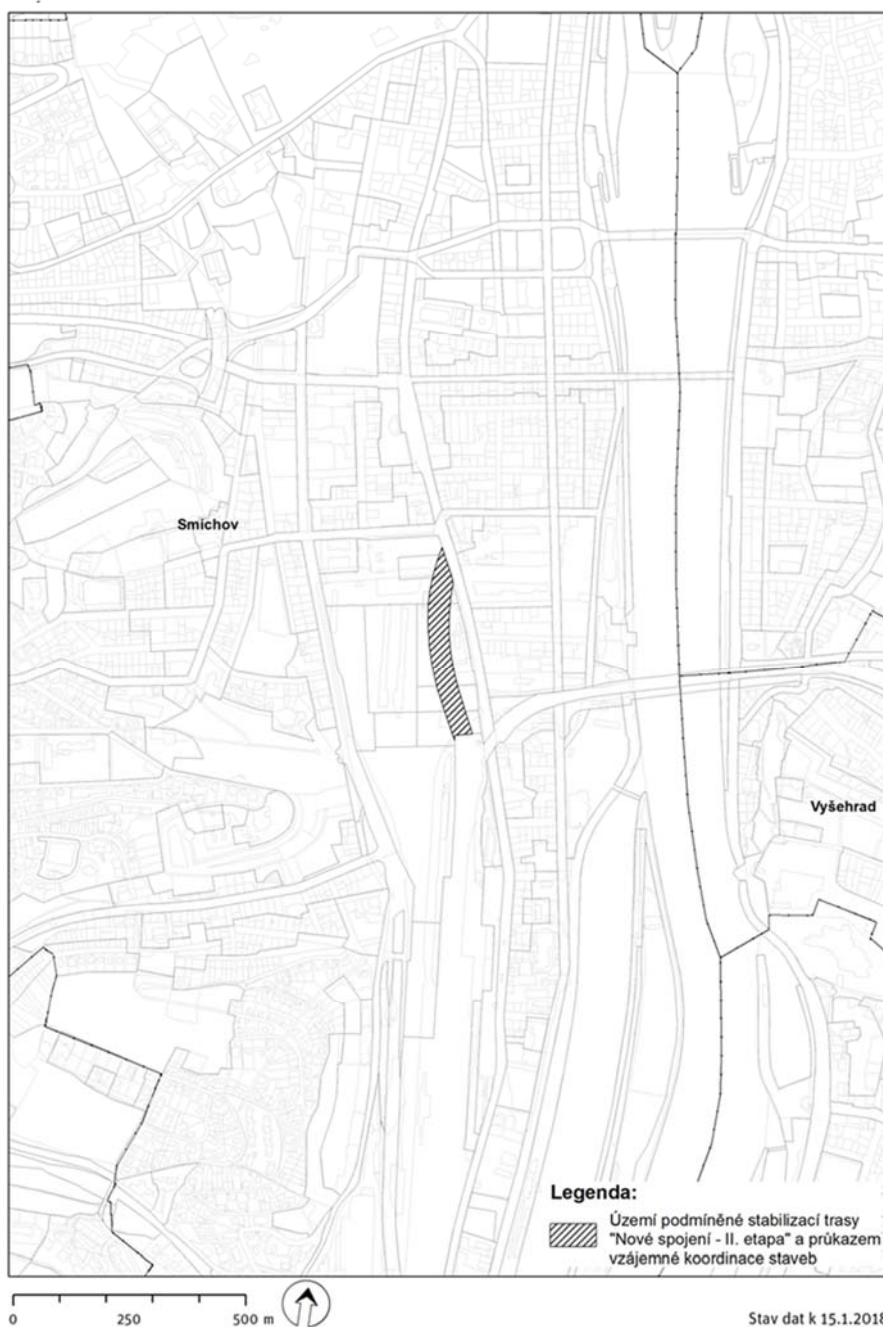 Smíchov
Vyšehrad
Legenda:
Území podmíněné stabilizací trasy
"Nové spojení - II. etapa" a průkazem
vzájemné koordinace staveb
0 250 500 m
Stav dat k 15.1.2018